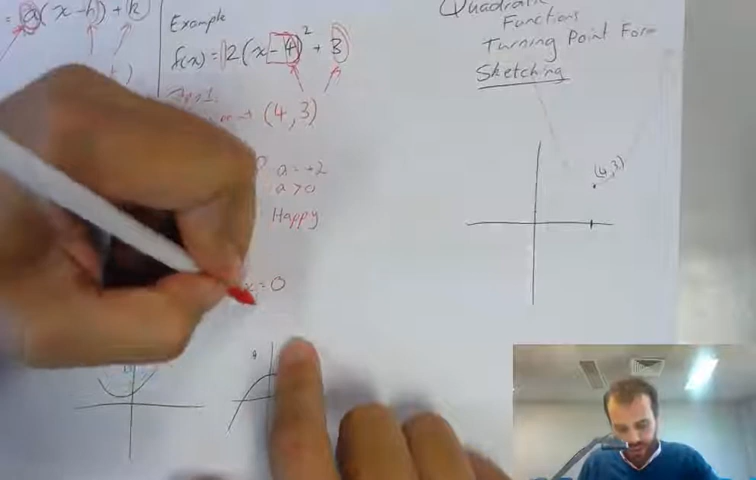 = a(x-h) + k
Example
f(x) = 2(x-4)² + 3
(4,3)
a = +2
a > 0
Happy
x = 0
Quadratic
Functions
Turning Point Form
Sketching
(4,3)